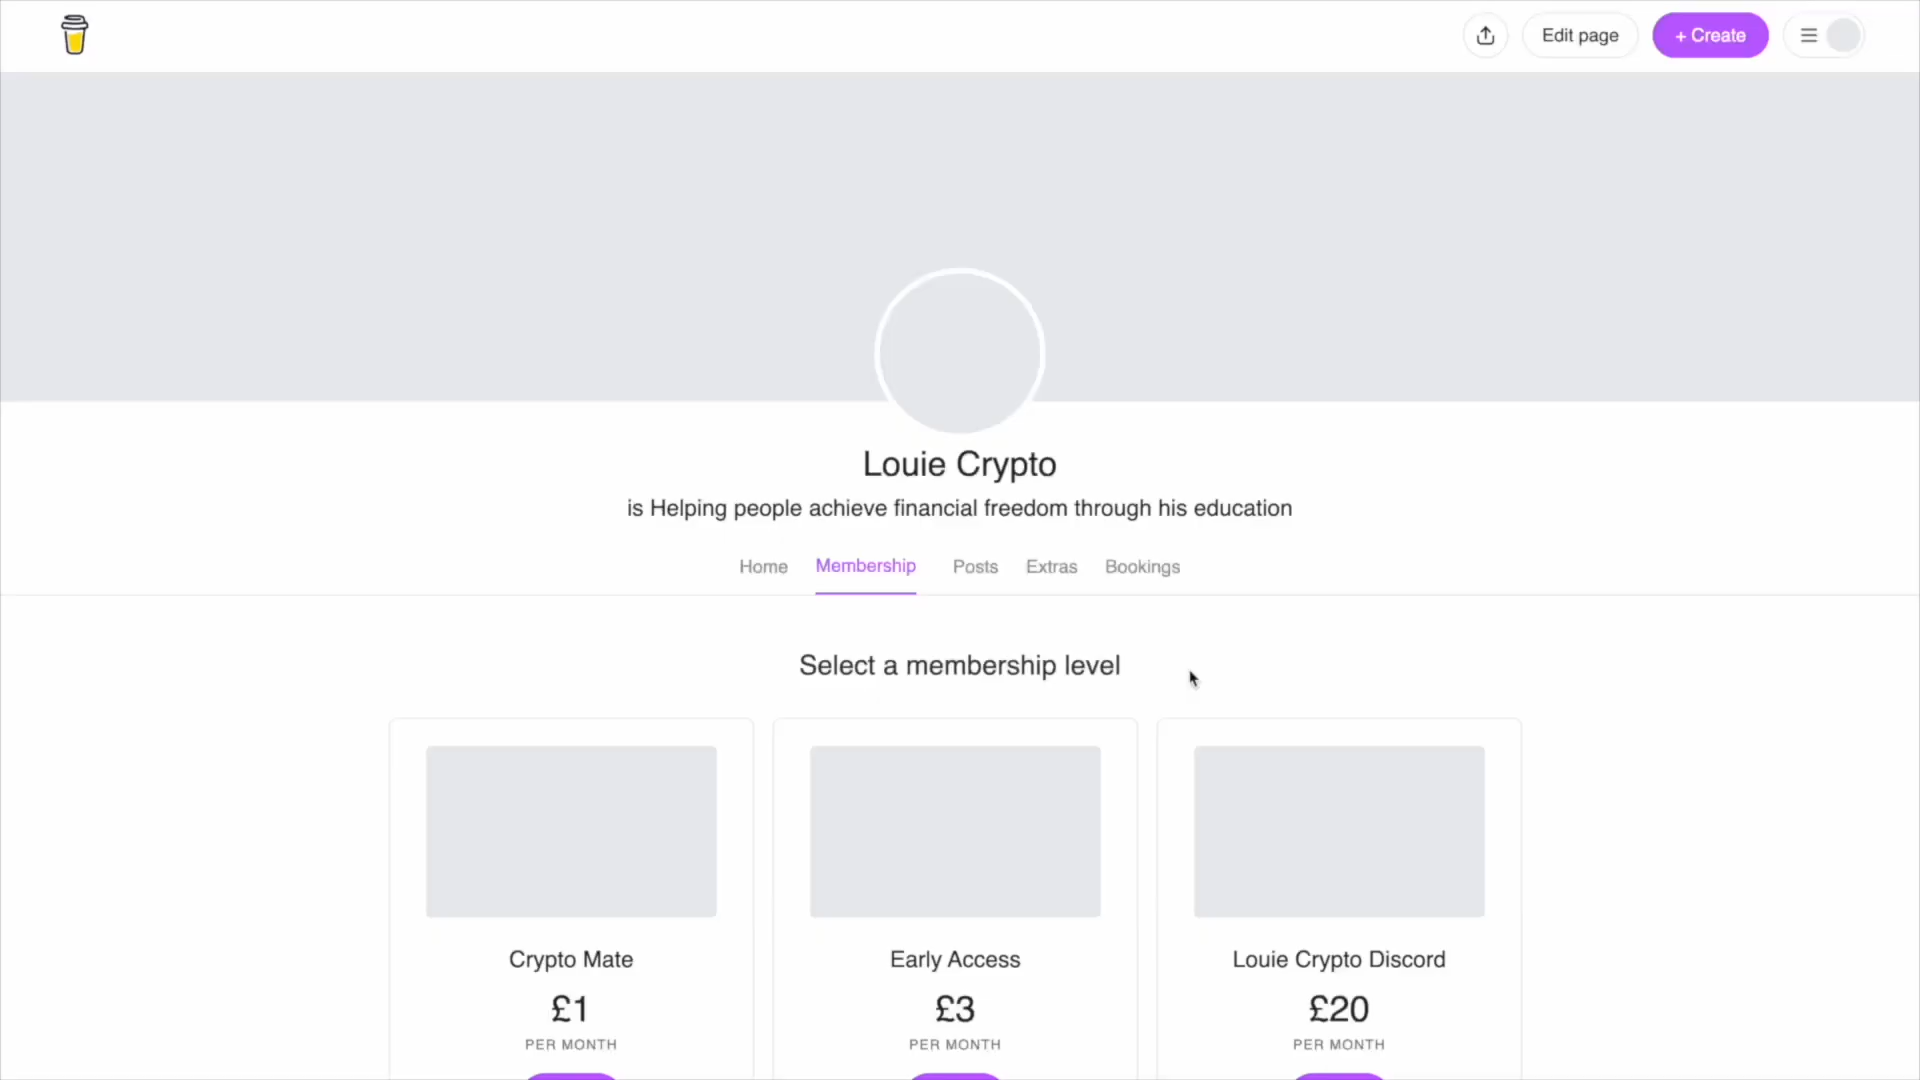 Edit page
+ Create
Louie Crypto
is Helping people achieve financial freedom through his education
Home
Membership
Posts
Extras
Bookings
Select a membership level
Crypto Mate
£1
PER MONTH
Early Access
£3
PER MONTH
Louie Crypto Discord
£20
PER MONTH